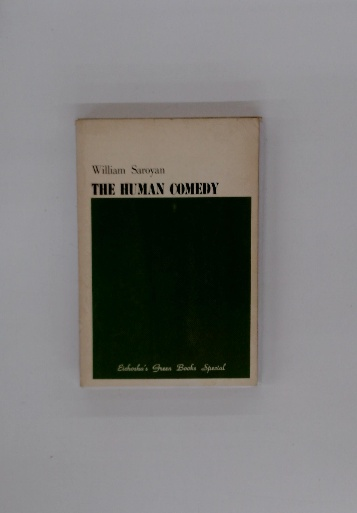 William Saroyan
THE HUMAN COMEDY
Eichosha's Green Books Special